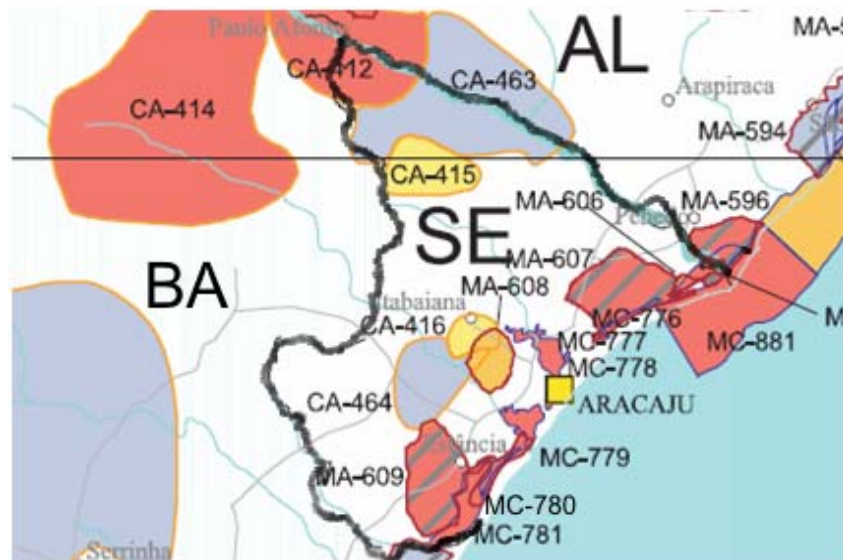 Paulo Afonso
AL
MA-5
CA-412
CA-463
CA-414
Arapiraca
MA-594
CA-415
MA-606
MA-596
SE
Penedo
MA-607
BA
MA-608
Itabaiana
M
CA-416
MC-776
MC-777
MC-881
MC-778
CA-464
ARACAJU
Estância
MC-779
MA-609
MC-780
MC-781
Serrinha